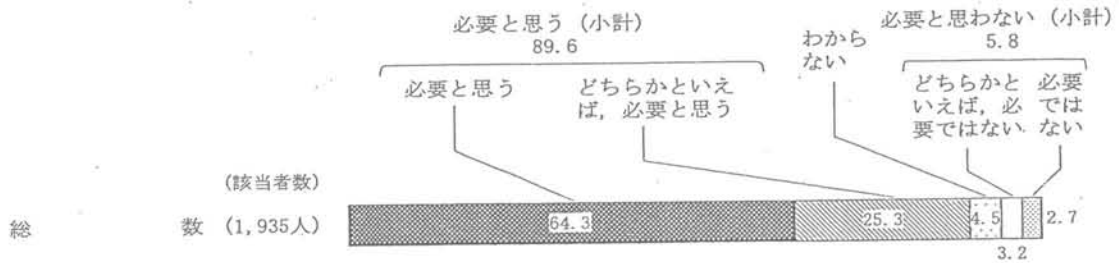 必要と思う（小計）
89.6
わから
ない
必要と思わない（小計）
5.8
必要と思う
どちらかといえ
ば，必要と思う
どちらかと
いえば，必
要ではない
必要
では
ない
(該当者数)
総 数 (1,935人)
64.3
25.3
4.5
3.2
2.7